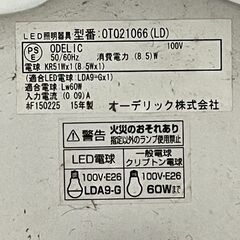 LED照明器具 型番:OT021066(LD)
PSE ODELIC 100V
50/60Hz 消費電力 (8.5)W
電球 KR51Wx1(8.5Wx1)
(適合LED電球 LDA9-Gx1)
(適合電球) Lw60W
入力電流 (0.09)A
AF150225 15年製 オーデリック株式会社
警告 火災のおそれあり
指定以外のランプ使用禁止
LED電球 一般電球
クリプトン電球
100V・E26 100V・E26
LDA9-G 60Wまで